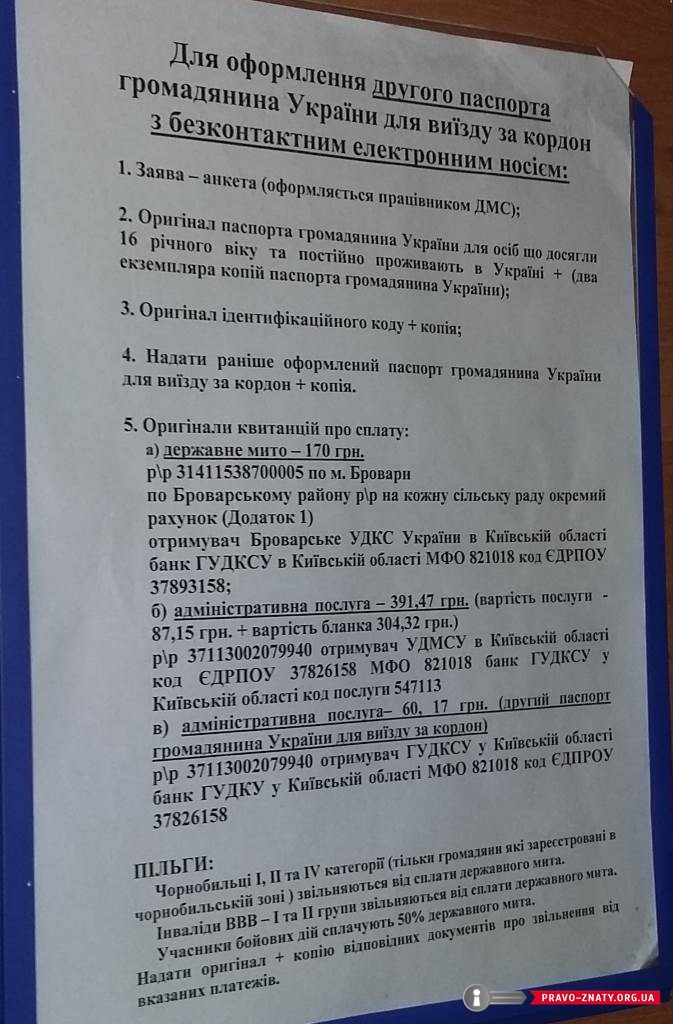 Для оформлення другого паспорта
громадянина України для виїзду за кордон
з безконтактним електронним носієм:
1. Заява – анкета (оформляється працівником ДМС);
2. Оригінал паспорта громадянина України для осіб що досягли
16 річного віку та постійно проживають в Україні + (два
екземпляра копій паспорта громадянина України);
3. Оригінал ідентифікаційного коду + копія;
4. Надати раніше оформлений паспорт громадянина України
для виїзду за кордон + копія.
5. Оригінали квитанцій про сплату:
а) державне мито – 170 грн.
р\р 31411538700005 по м. Бровари
по Броварському району р\р на кожну сільську раду окремий
рахунок (Додаток 1)
отримувач Броварське УДКС України в Київській області
банк ГУДКСУ в Київській області МФО 821018 код ЄДРПОУ
37893158;
б) адміністративна послуга – 391,47 грн. (вартість послуги -
87,15 грн. + вартість бланка 304,32 грн.)
р\р 37113002079940 отримувач УДМСУ в Київській області
код ЄДРПОУ 37826158 МФО 821018 банк ГУДКСУ у
Київській області код послуги 547113
в) адміністративна послуга– 60, 17 грн. (другий паспорт
громадянина України для виїзду за кордон)
р\р 37113002079940 отримувач ГУДКСУ у Київській області
банк ГУДКУ у Київській області МФО 821018 код ЄДПРОУ
37826158
ПІЛЬГИ:
Чорнобильці І, ІІ та IV категорії (тільки громадяни які зареєстровані в
чорнобильській зоні ) звільняються від сплати державного мита.
Інваліди ВВВ – І та ІІ групи звільняються від сплати державного мита.
Учасники бойових дій сплачують 50% державного мита.
Надати оригінал + копію відповідних документів про звільнення від
вказаних платежів.
PRAVO-ZNATY.ORG.UA